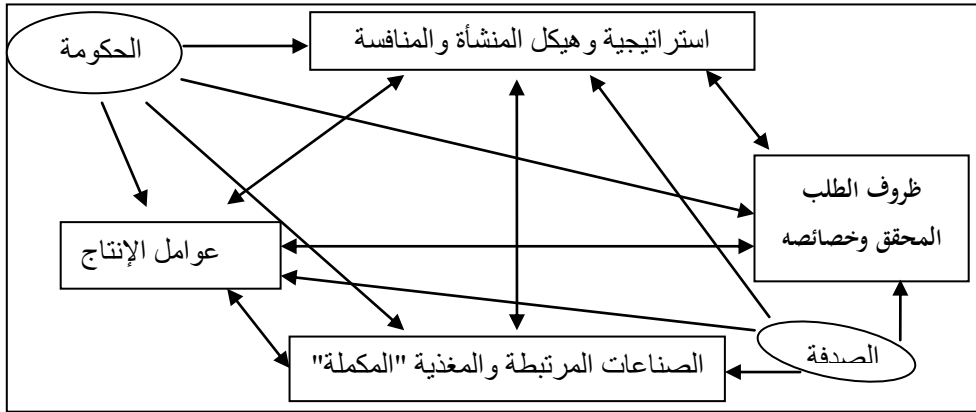 الحكومة
استراتيجية وهيكل المنشأة والمنافسة
ظروف الطلب
المحقق وخصائصه
عوامل الإنتاج
الصدفة
الصناعات المرتبطة والمغذية "المكملة"